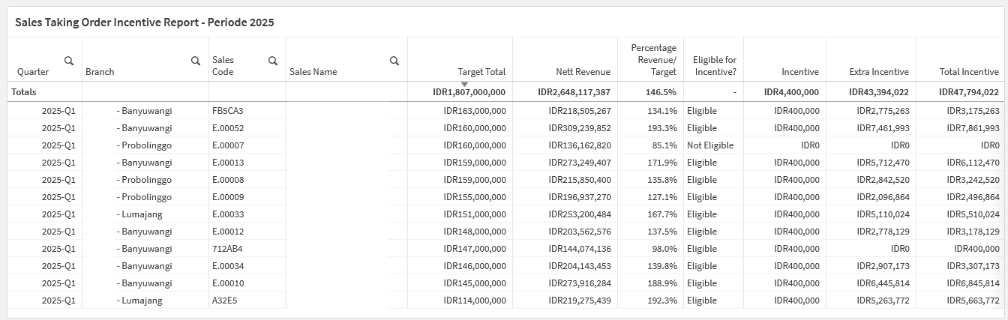 Sales Taking Order Incentive Report - Periode 2025
Quarter Branch Sales Code Sales Name Target Total Nett Revenue Percentage Revenue/ Target Eligible for Incentive? Incentive Extra Incentive Total Incentive
Totals IDR1,807,000,000 IDR2,648,117,387 146.5% - IDR4,400,000 IDR43,394,022 IDR47,794,022
2025-Q1 - Banyuwangi FB5CA3 IDR163,000,000 IDR218,505,267 134.1% Eligible IDR400,000 IDR2,775,263 IDR3,175,263
2025-Q1 - Banyuwangi E.00052 IDR160,000,000 IDR309,239,852 193.3% Eligible IDR400,000 IDR7,461,993 IDR7,861,993
2025-Q1 - Probolinggo E.00007 IDR160,000,000 IDR136,162,820 85.1% Not Eligible IDR0 IDR0 IDR0
2025-Q1 - Banyuwangi E.00013 IDR159,000,000 IDR273,249,407 171.9% Eligible IDR400,000 IDR5,712,470 IDR6,112,470
2025-Q1 - Probolinggo E.00008 IDR159,000,000 IDR215,850,400 135.8% Eligible IDR400,000 IDR2,842,520 IDR3,242,520
2025-Q1 - Probolinggo E.00009 IDR155,000,000 IDR196,937,270 127.1% Eligible IDR400,000 IDR2,096,864 IDR2,496,864
2025-Q1 - Lumajang E.00033 IDR151,000,000 IDR253,200,484 167.7% Eligible IDR400,000 IDR5,110,024 IDR5,510,024
2025-Q1 - Banyuwangi E.00012 IDR148,000,000 IDR203,562,576 137.5% Eligible IDR400,000 IDR2,778,129 IDR3,178,129
2025-Q1 - Banyuwangi 712AB4 IDR147,000,000 IDR144,074,136 98.0% Eligible IDR400,000 IDR0 IDR400,000
2025-Q1 - Banyuwangi E.00034 IDR146,000,000 IDR204,143,453 139.8% Eligible IDR400,000 IDR2,907,173 IDR3,307,173
2025-Q1 - Banyuwangi E.00010 IDR145,000,000 IDR273,916,284 188.9% Eligible IDR400,000 IDR6,445,814 IDR6,845,814
2025-Q1 - Lumajang A32E5 IDR114,000,000 IDR219,275,439 192.3% Eligible IDR400,000 IDR5,263,772 IDR5,663,772